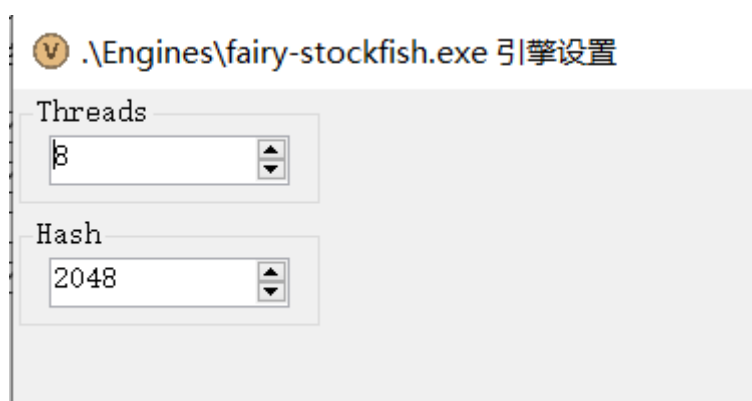 V .\Engines\fairy-stockfish.exe 引擎设置
Threads
8
Hash
2048